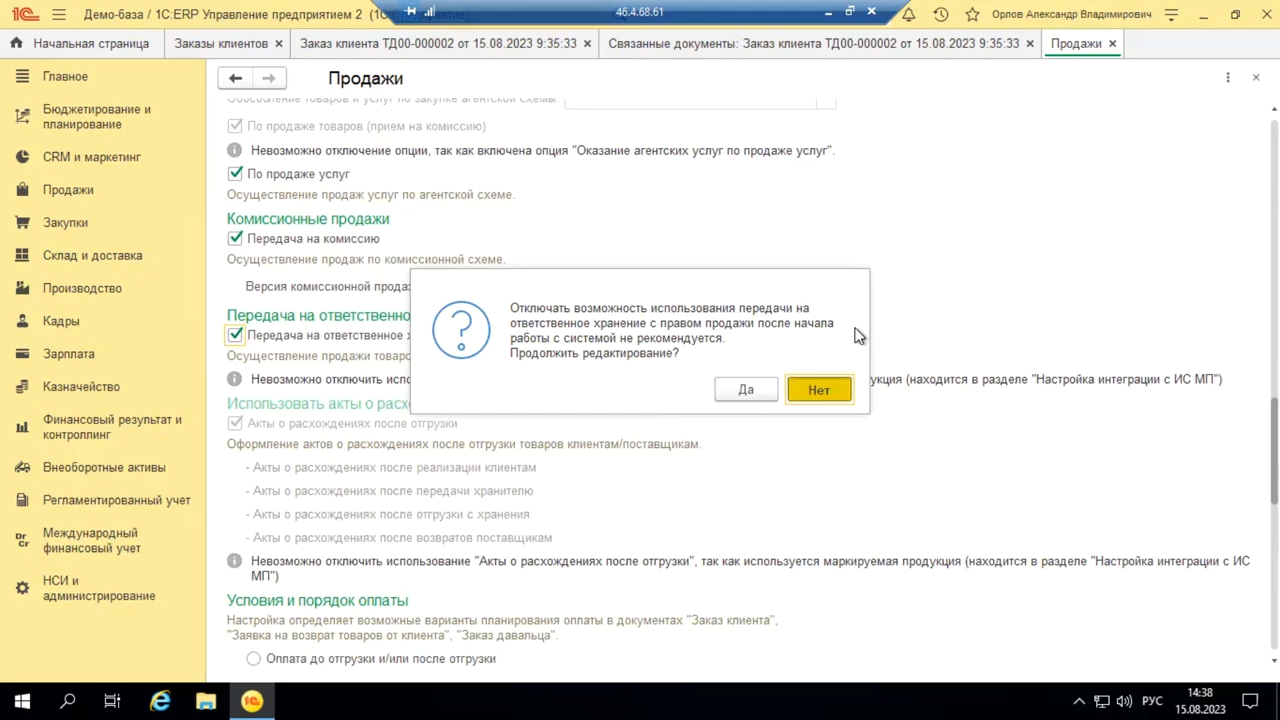 Демо-база / 1С:ERP Управление предприятием 2 (1С:Предприятие)
46.4.68.61
Орлов Александр Владимирович
Начальная страница
Заказы клиентов
Заказ клиента ТД00-000002 от 15.08.2023 9:35:33
Связанные документы: Заказ клиента ТД00-000002 от 15.08.2023 9:35:33
Продажи
Главное
Бюджетирование и
планирование
CRM и маркетинг
Продажи
Закупки
Склад и доставка
Производство
Кадры
Зарплата
Казначейство
Финансовый результат и
контроллинг
Внеоборотные активы
Регламентированный учет
Международный
финансовый учет
НСИ и
администрирование
Продажи
Обособление товаров и услуг по закупке агентской схемы:
По продаже товаров (прием на комиссию)
Невозможно отключение опции, так как включена опция "Оказание агентских услуг по продаже услуг".
По продаже услуг
Осуществление продаж услуг по агентской схеме.
Комиссионные продажи
Передача на комиссию
Осуществление продаж по комиссионной схеме.
Версия комиссионной прода
Передача на ответственно
Передача на ответственное
Осуществление продажи товаро
Невозможно отключить испо
укция (находится в разделе "Настройка интеграции с ИС МП")
Отключать возможность использования передачи на
ответственное хранение с правом продажи после начала
работы с системой не рекомендуется.
Продолжить редактирование?
Да
Нет
Использовать акты о расх
Акты о расхождениях после отгрузки
Оформление актов о расхождениях после отгрузки товаров клиентам/поставщикам.
- Акты о расхождениях после реализации клиентам
- Акты о расхождениях после передачи хранителю
- Акты о расхождениях после отгрузки с хранения
- Акты о расхождениях после возвратов поставщикам
Невозможно отключить использование "Акты о расхождениях после отгрузки", так как используется маркируемая продукция (находится в разделе "Настройка интеграции с ИС
МП")
Условия и порядок оплаты
Настройка определяет возможные варианты планирования оплаты в документах "Заказ клиента",
"Заявка на возврат товаров от клиента", "Заказ давальца".
Оплата до отгрузки и/или после отгрузки
РУС
14:38
15.08.2023